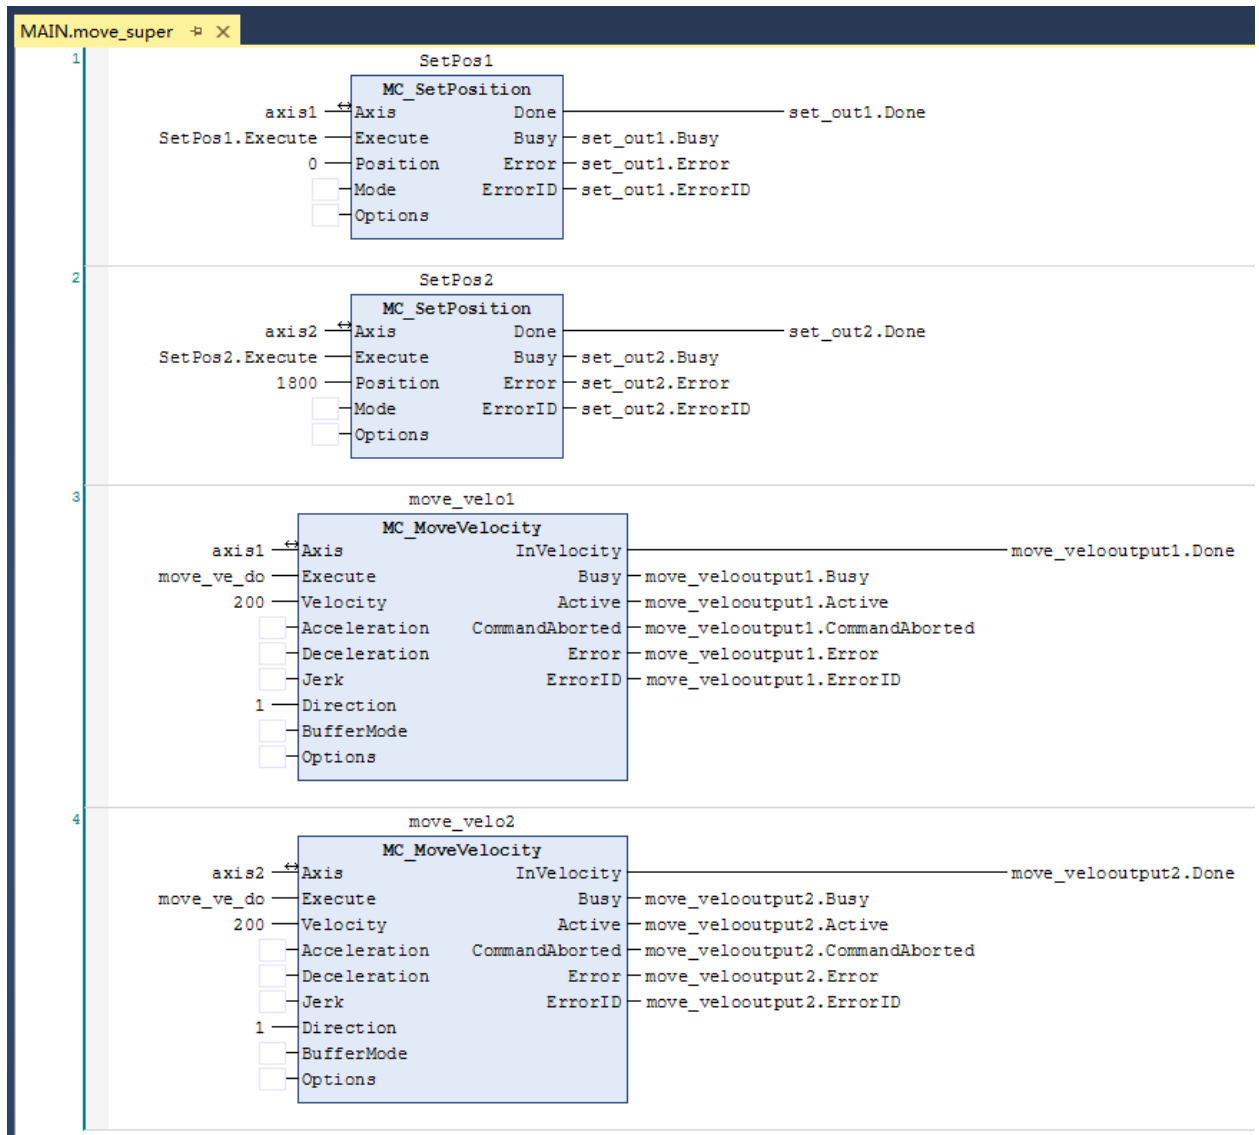 MAIN.move_super
1
SetPos1
MC_SetPosition
axis1 Axis Done set_out1.Done
SetPos1.Execute Execute Busy set_out1.Busy
0 Position Error set_out1.Error
Mode ErrorID set_out1.ErrorID
Options
2
SetPos2
MC_SetPosition
axis2 Axis Done set_out2.Done
SetPos2.Execute Execute Busy set_out2.Busy
1800 Position Error set_out2.Error
Mode ErrorID set_out2.ErrorID
Options
3
move_velo1
MC_MoveVelocity
axis1 Axis InVelocity move_velooutput1.Done
move_ve_do Execute Busy move_velooutput1.Busy
200 Velocity Active move_velooutput1.Active
Acceleration CommandAborted move_velooutput1.CommandAborted
Deceleration Error move_velooutput1.Error
Jerk ErrorID move_velooutput1.ErrorID
1 Direction
BufferMode
Options
4
move_velo2
MC_MoveVelocity
axis2 Axis InVelocity move_velooutput2.Done
move_ve_do Execute Busy move_velooutput2.Busy
200 Velocity Active move_velooutput2.Active
Acceleration CommandAborted move_velooutput2.CommandAborted
Deceleration Error move_velooutput2.Error
Jerk ErrorID move_velooutput2.ErrorID
1 Direction
BufferMode
Options